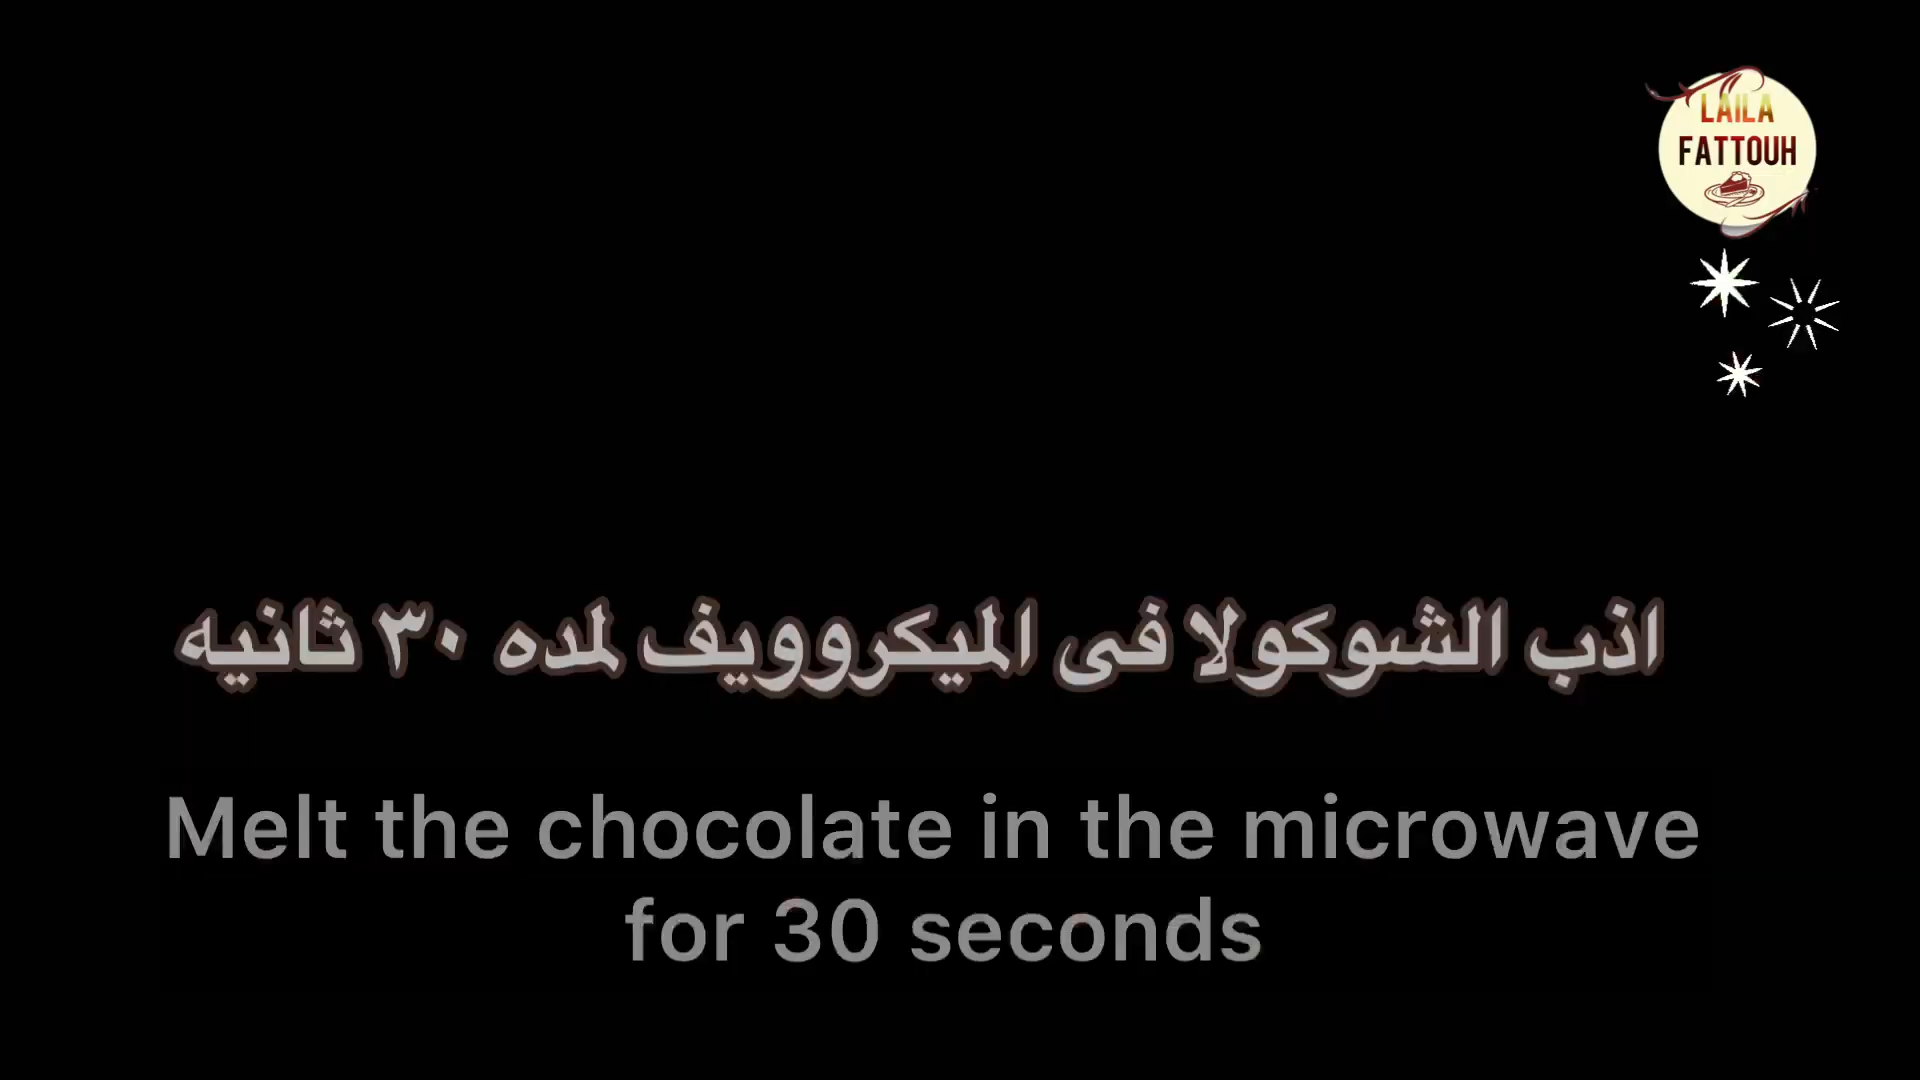 LAILA
FATTOUH
اذب الشوكولا فى الميكروويف لمده ٣٠ ثانيه
Melt the chocolate in the microwave
for 30 seconds